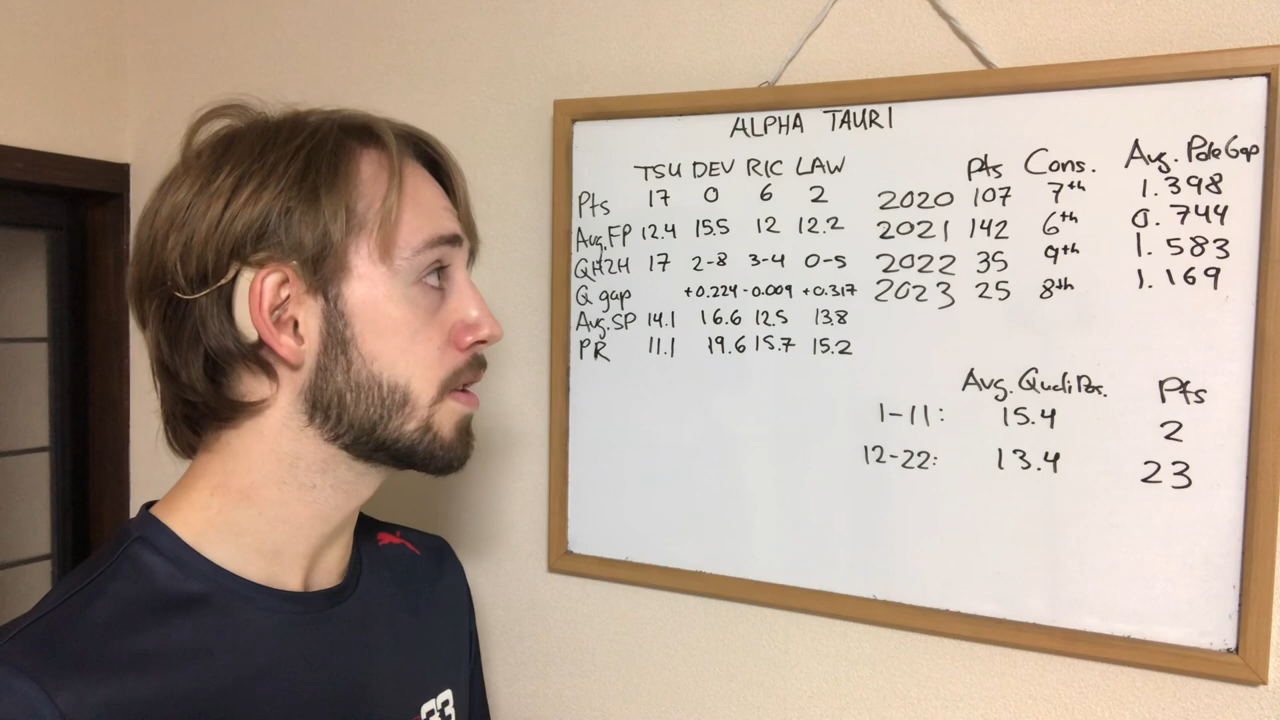 ALPHA TAURI
TSU DEV RIC LAW
Pts 17 0 6 2
Avg.FP 12.4 15.5 12 12.2
QH2H 17 2-8 3-4 0-5
Q gap +0.224 -0.009 +0.317
Avg.SP 14.1 16.6 12.5 13.8
PR 11.1 19.6 15.7 15.2
Pts Cons. Avg. Pole Gap
2020 107 7th 1.398
2021 142 6th 0.744
2022 35 9th 1.583
2023 25 8th 1.169
Avg. Quali Pos. Pts
1-11: 15.4 2
12-22: 13.4 23
33